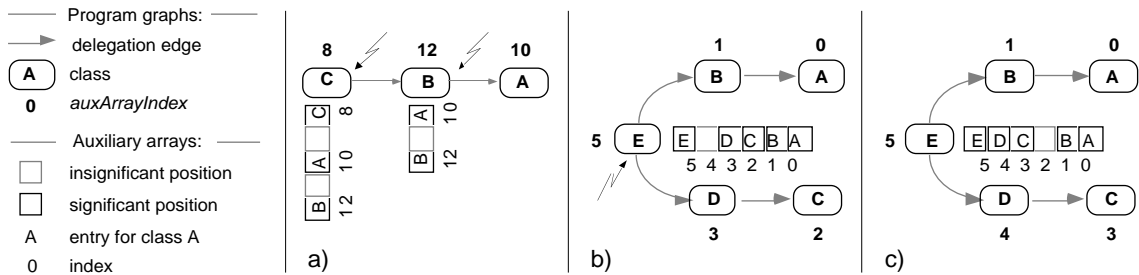 Program graphs:
delegation edge
A class
0 auxArrayIndex
Auxiliary arrays:
insignificant position
significant position
A entry for class A
0 index
8 12 10
C B A
C 8
A 10
B 12
A 10
B 12
a)
1 0
B A
5 E
E D C B A
5 4 3 2 1 0
D C
3 2
b)
1 0
B A
5 E
E D C B A
5 4 3 2 1 0
D C
4 3
c)